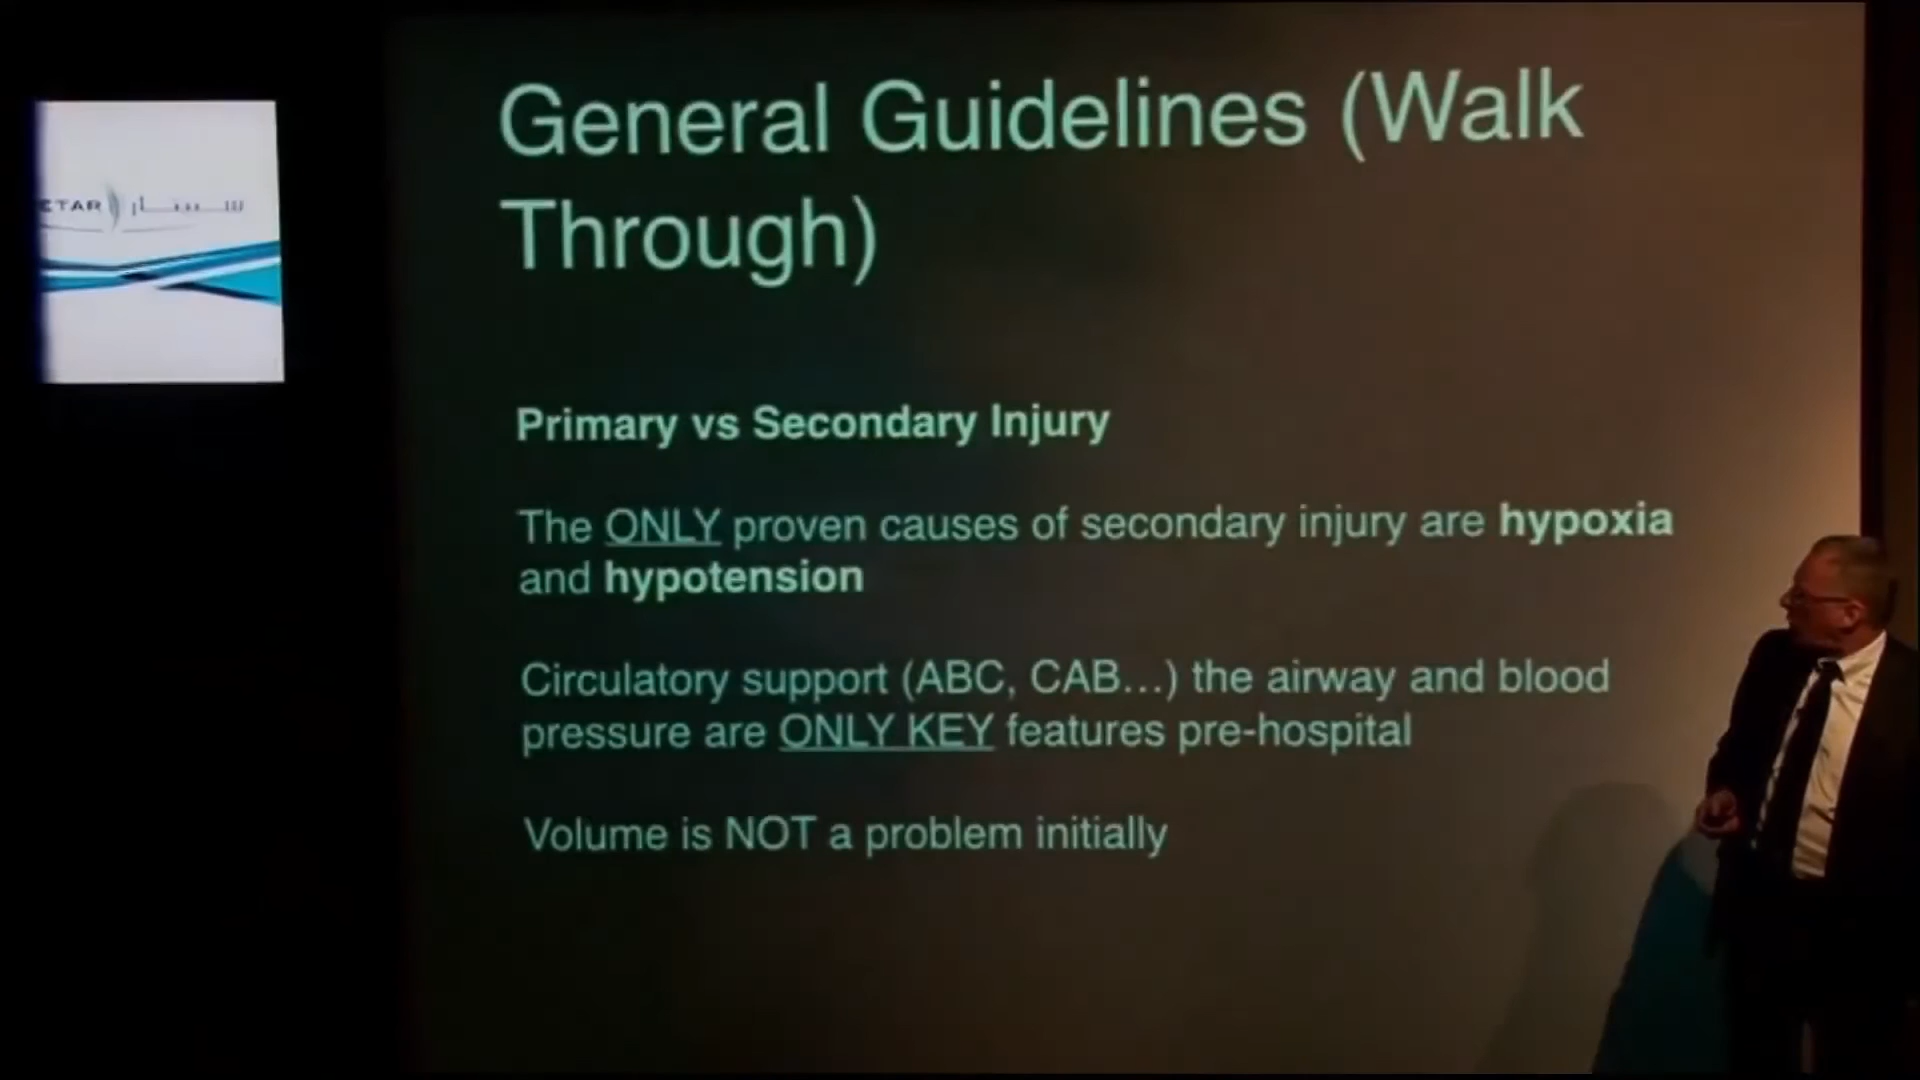 General Guidelines (Walk
Through)
ETAR سيتار
Primary vs Secondary Injury
The ONLY proven causes of secondary injury are hypoxia
and hypotension
Circulatory support (ABC, CAB...) the airway and blood
pressure are ONLY KEY features pre-hospital
Volume is NOT a problem initially